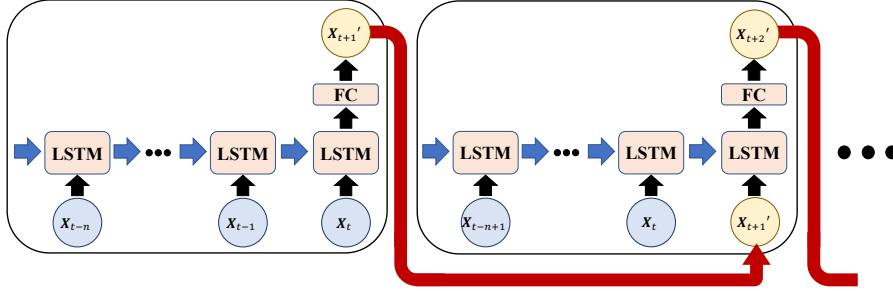 X_{t+1}' X_{t+2}'
FC FC
LSTM ••• LSTM LSTM LSTM ••• LSTM LSTM •••
X_{t-n} X_{t-1} X_t X_{t-n+1} X_t X_{t+1}'